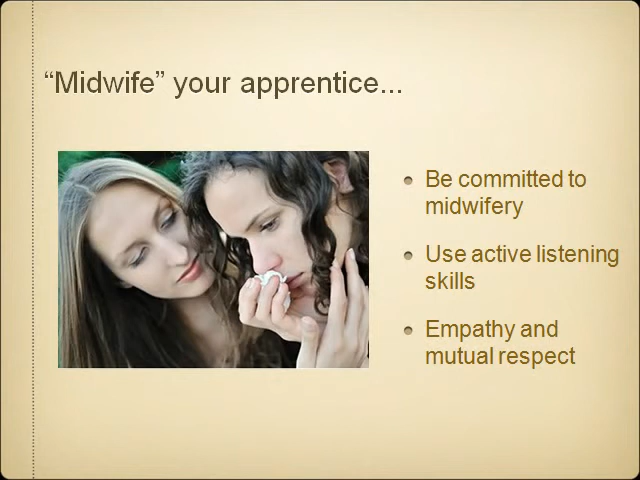 “Midwife” your apprentice...
Be committed to
midwifery
Use active listening
skills
Empathy and
mutual respect